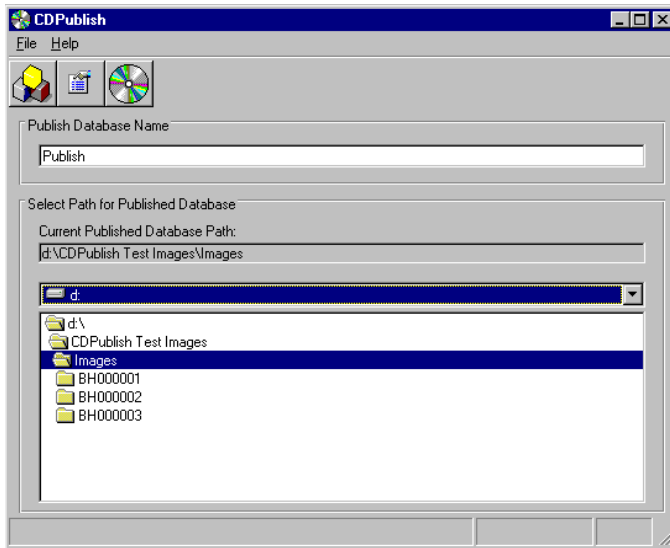 CDPublish
File Help
Publish Database Name
Publish
Select Path for Published Database
Current Published Database Path:
d:\CDPublish Test Images\Images
d:
d:\
CDPublish Test Images
Images
BH000001
BH000002
BH000003